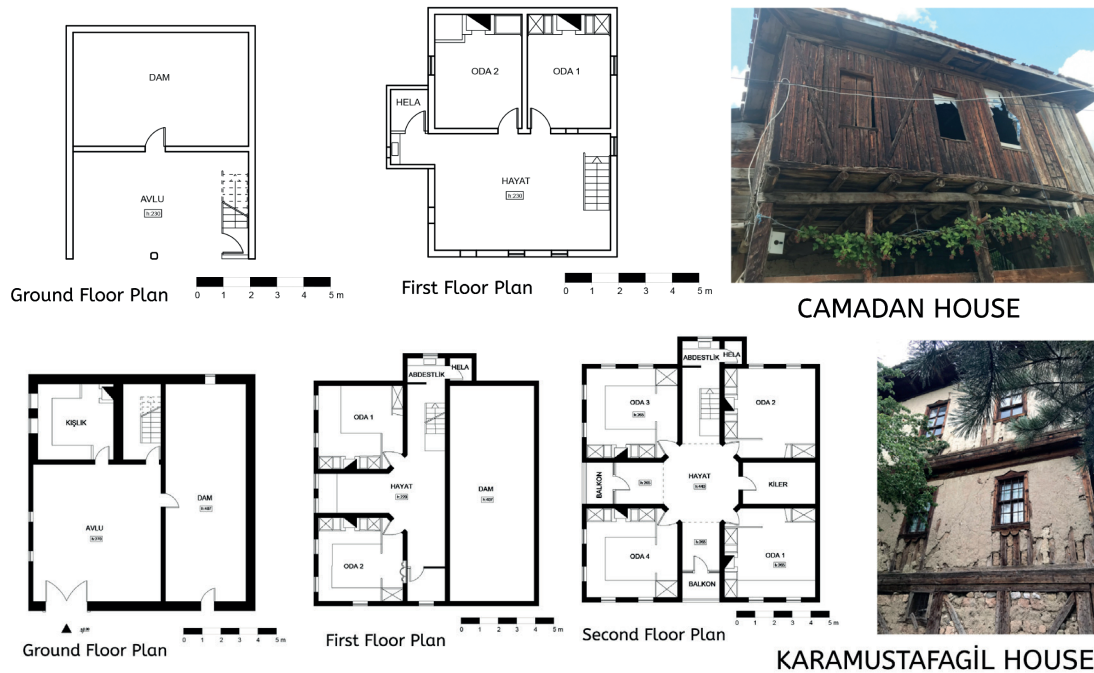 DAM
AVLU
h:230
0 1 2 3 4 5 m
Ground Floor Plan
ODA 2
ODA 1
HELA
HAYAT
h:230
0 1 2 3 4 5 m
First Floor Plan
CAMADAN HOUSE
KIŞLIK
DAM
AVLU
0 1 2 3 4 5 m
Ground Floor Plan
ABDESTLİK
HELA
ODA 1
HAYAT
DAM
ODA 2
0 1 2 3 4 5 m
First Floor Plan
ABDESTLİK
HELA
ODA 3
ODA 2
BALKON
HAYAT
KİLER
ODA 4
ODA 1
BALKON
0 1 2 3 4 5 m
Second Floor Plan
KARAMUSTAFAGİL HOUSE